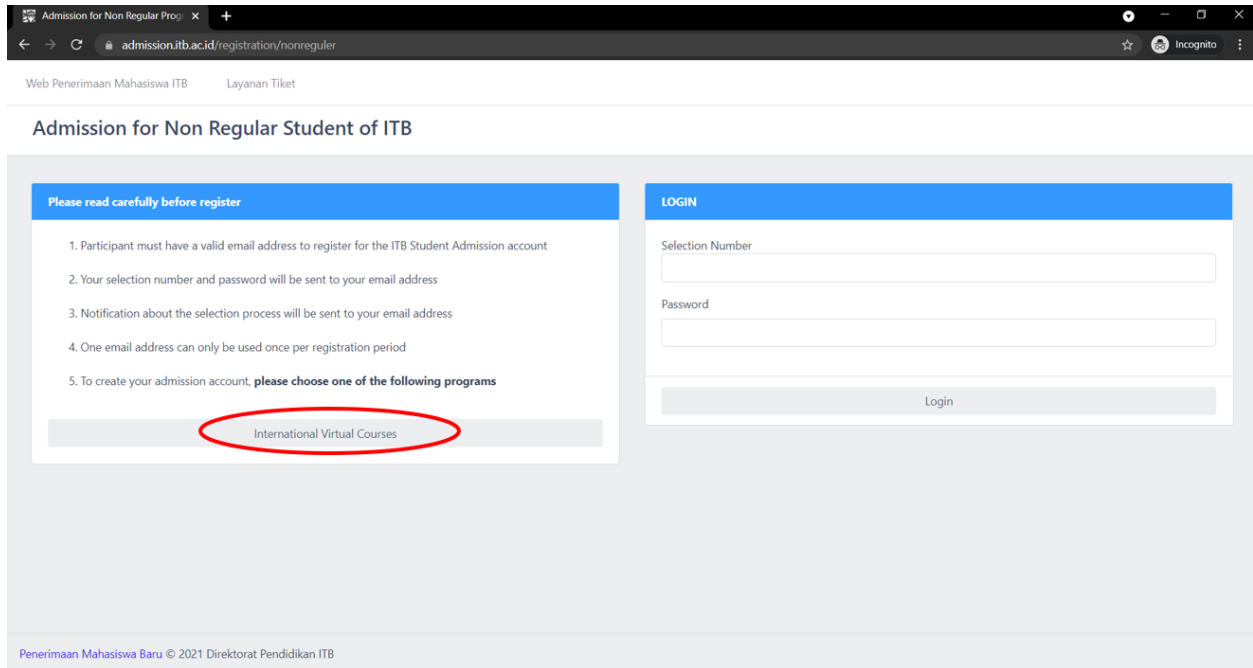 Admission for Non Regular Prog
admission.itb.ac.id/registration/nonreguler
Incognito
Web Penerimaan Mahasiswa ITB
Layanan Tiket
Admission for Non Regular Student of ITB
Please read carefully before register
1. Participant must have a valid email address to register for the ITB Student Admission account
2. Your selection number and password will be sent to your email address
3. Notification about the selection process will be sent to your email address
4. One email address can only be used once per registration period
5. To create your admission account, please choose one of the following programs
International Virtual Courses
LOGIN
Selection Number
Password
Login
Penerimaan Mahasiswa Baru © 2021 Direktorat Pendidikan ITB